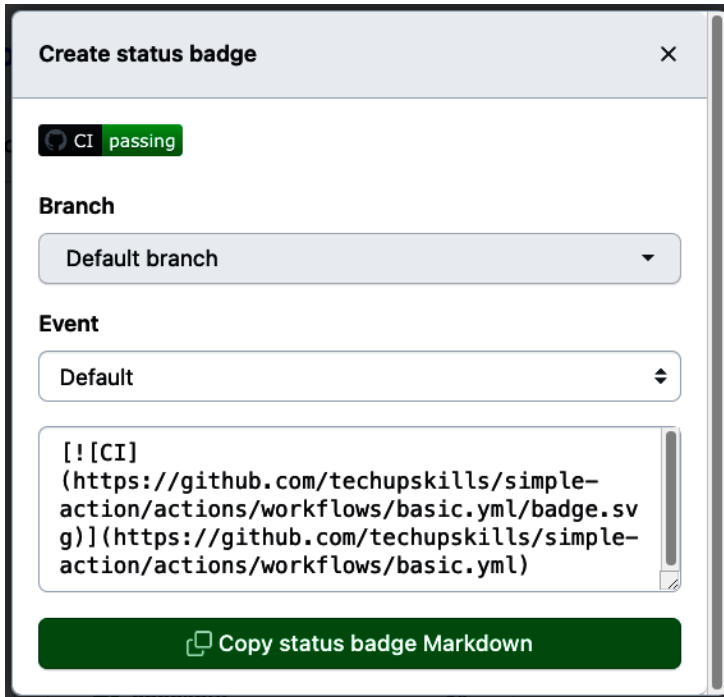 Create status badge
CI passing
Branch
Default branch
Event
Default
[![CI]
(https://github.com/techupskills/simple-
action/actions/workflows/basic.yml/badge.sv
g)](https://github.com/techupskills/simple-
action/actions/workflows/basic.yml)
Copy status badge Markdown